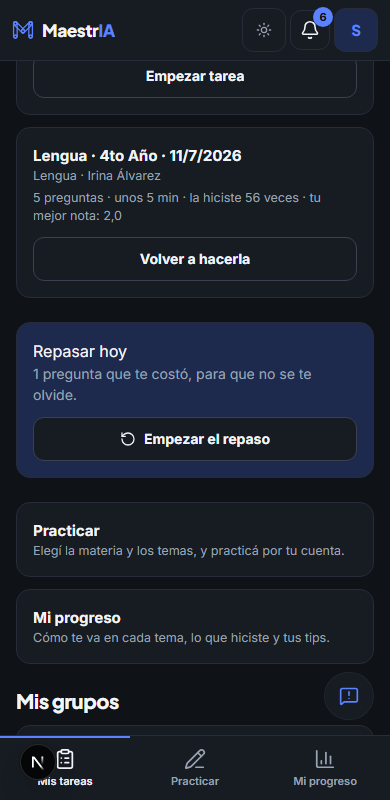 MaestrIA
6
S
Empezar tarea
Lengua · 4to Año · 11/7/2026
Lengua · Irina Álvarez
5 preguntas · unos 5 min · la hiciste 56 veces · tu
mejor nota: 2,0
Volver a hacerla
Repasar hoy
1 pregunta que te costó, para que no se te
olvide.
Empezar el repaso
Practicar
Elegí la materia y los temas, y practicá por tu cuenta.
Mi progreso
Cómo te va en cada tema, lo que hiciste y tus tips.
Mis grupos
N
Mis tareas
Practicar
Mi progreso